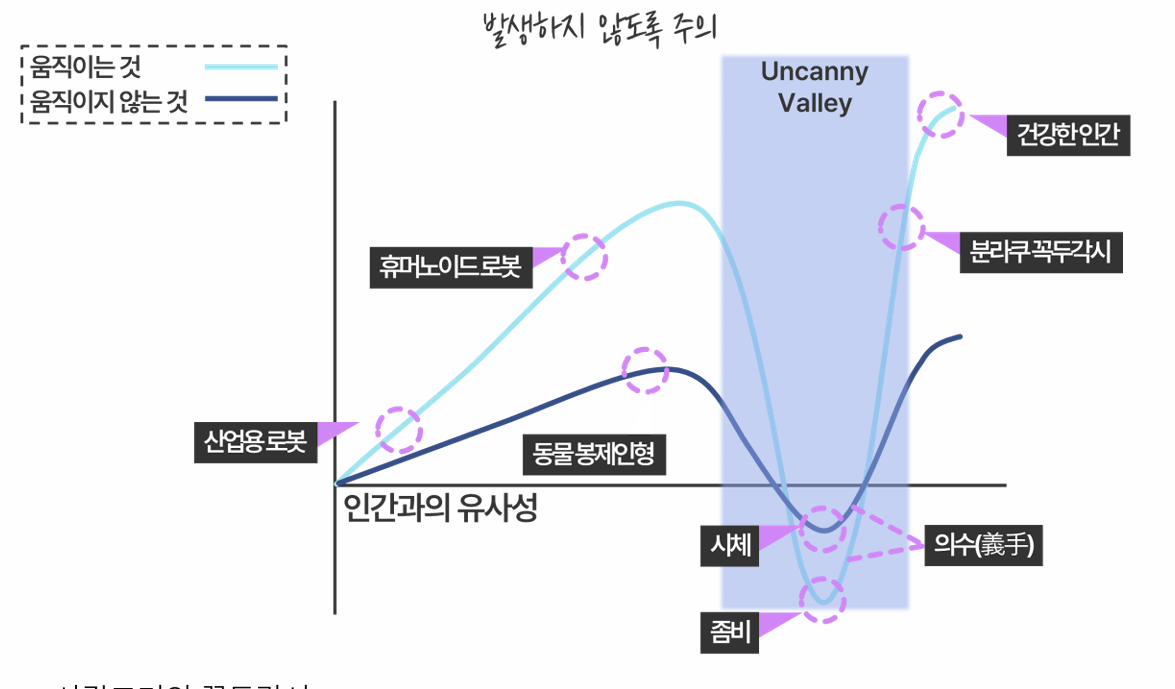 발생하지 않도록 주의
움직이는 것
움직이지 않는 것
Uncanny
Valley
건강한 인간
분라쿠 꼭두각시
휴머노이드 로봇
산업용 로봇
동물 봉제인형
인간과의 유사성
시체
의수(義手)
좀비